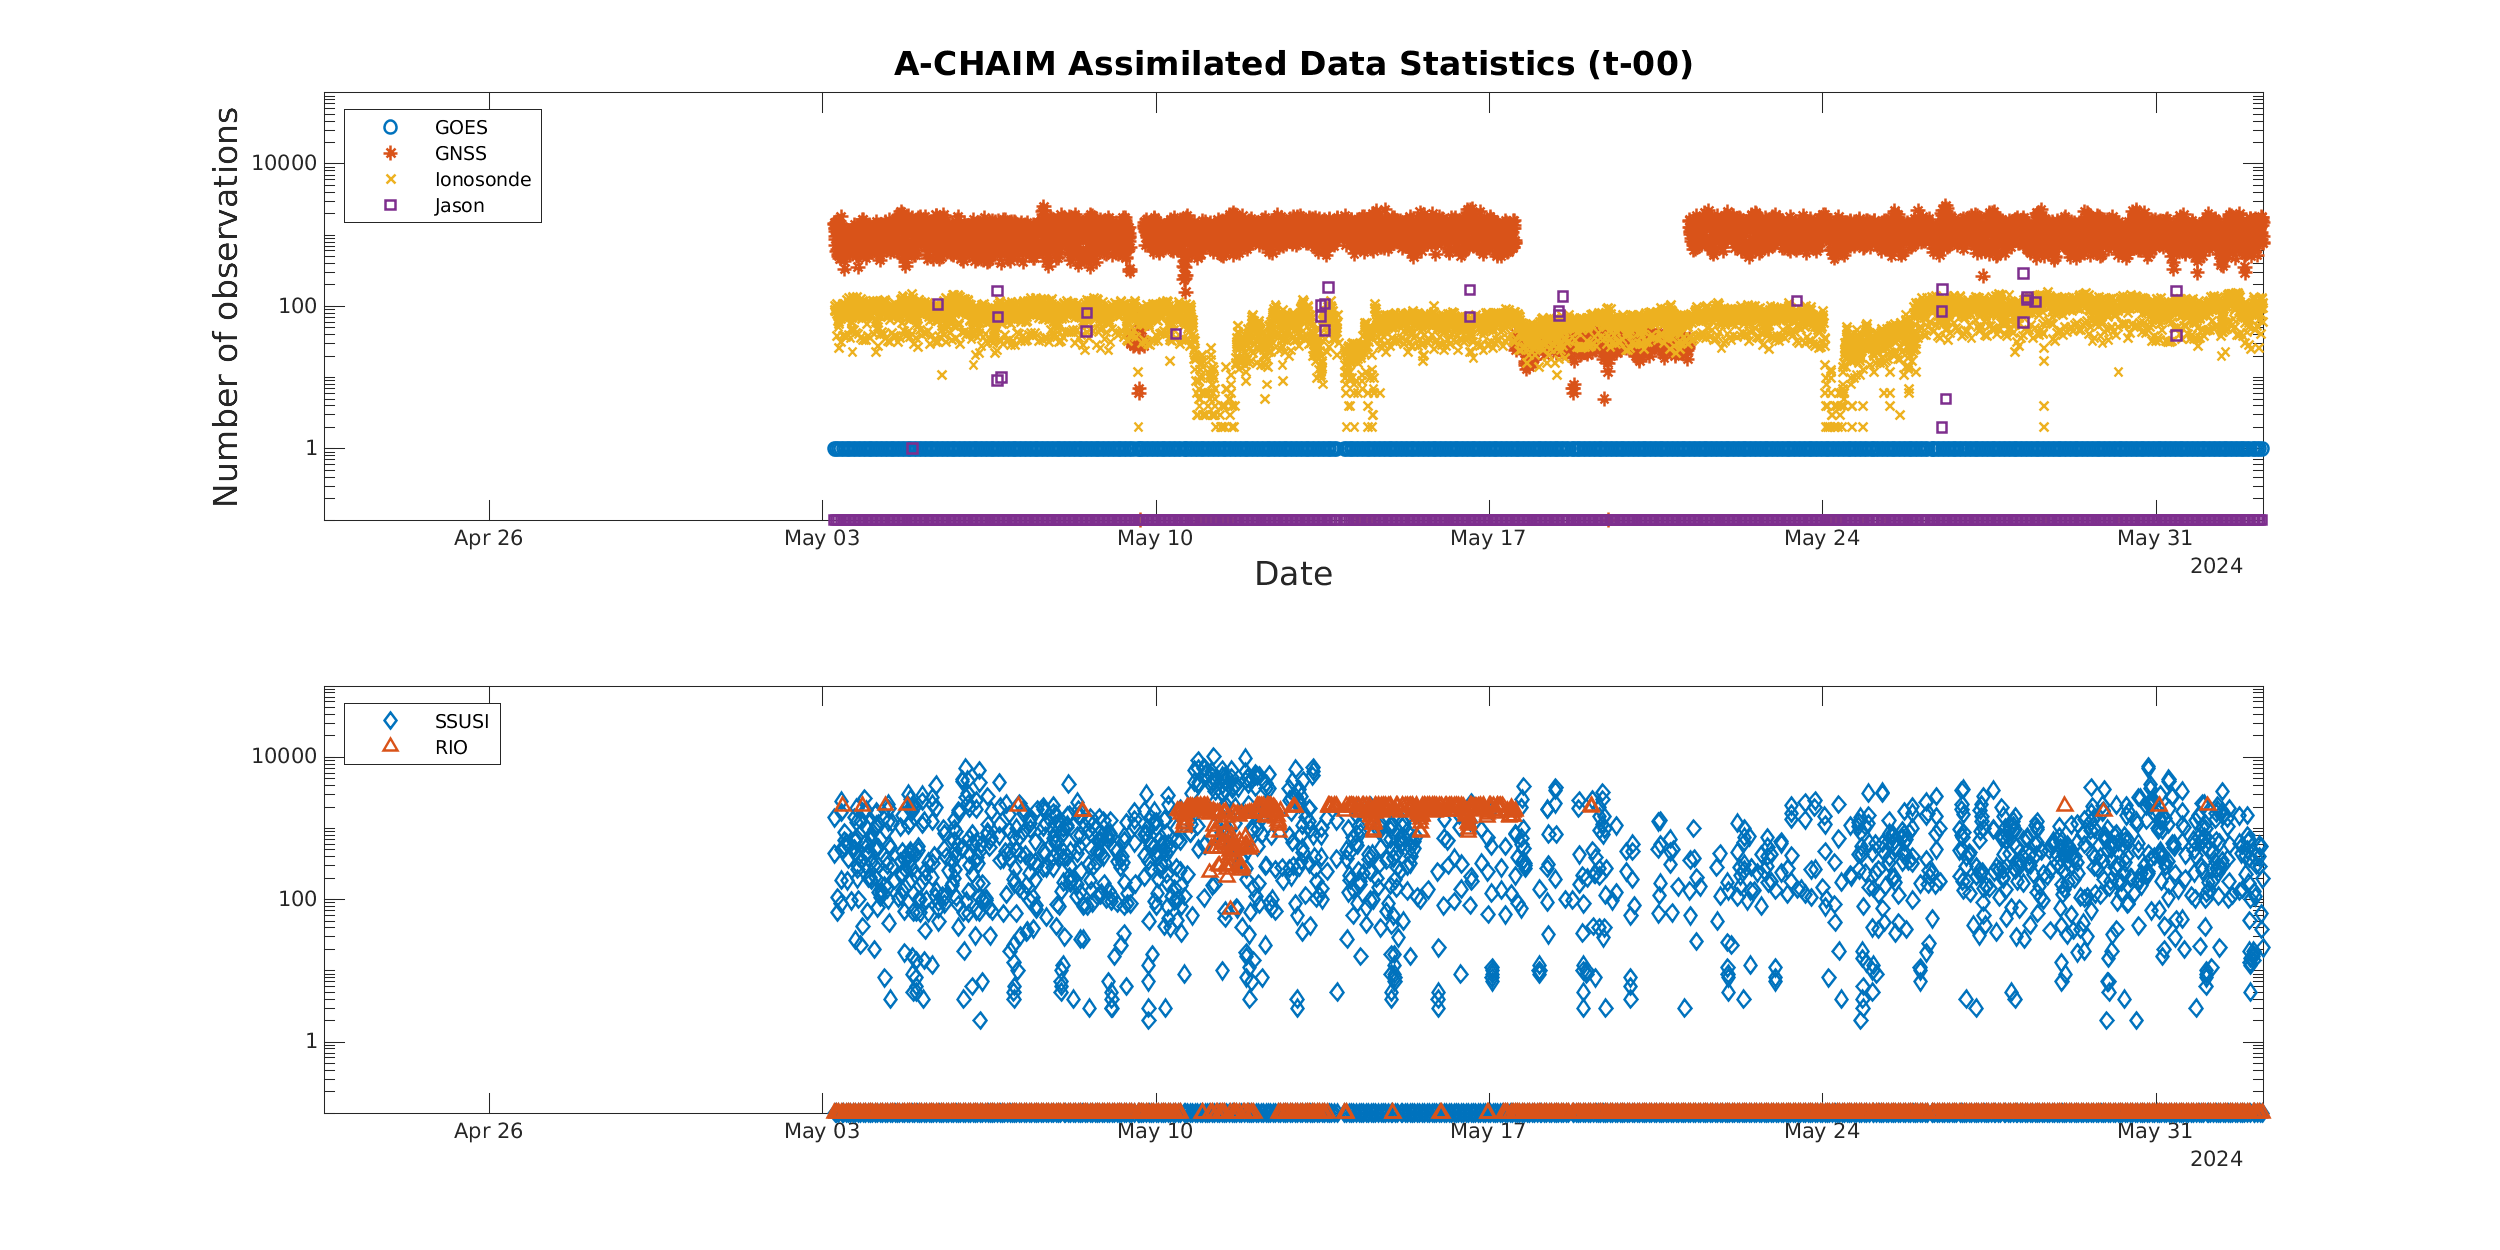 A-CHAIM Assimilated Data Statistics (t-00)
Number of observations
10000
100
1
GOES
GNSS
Ionosonde
Jason
Apr 26
May 03
May 10
May 17
May 24
May 31
2024
Date
10000
100
1
SSUSI
RIO
Apr 26
May 03
May 10
May 17
May 24
May 31
2024